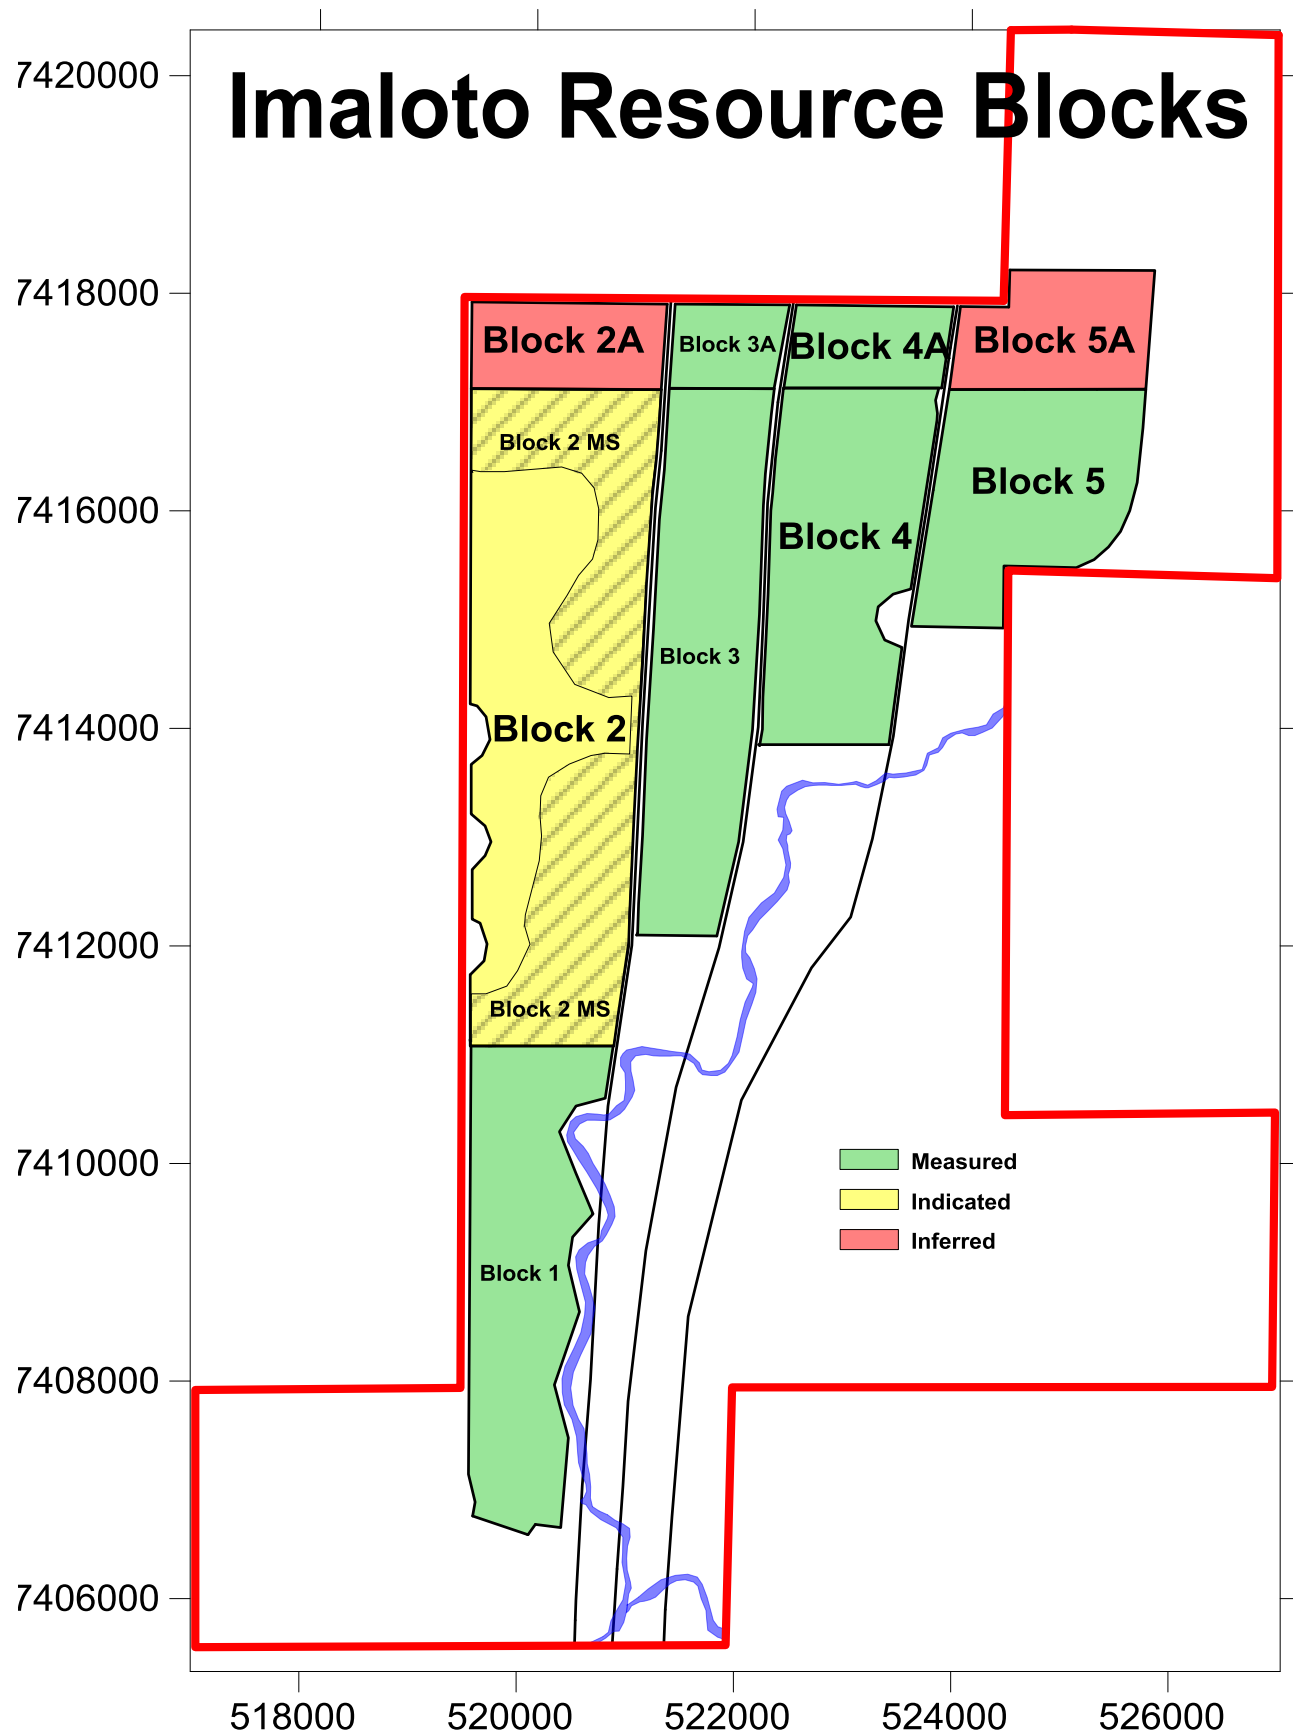 Imaloto Resource Blocks
7420000
7418000
7416000
7414000
7412000
7410000
7408000
7406000
Block 2A
Block 3A
Block 4A
Block 5A
Block 2 MS
Block 5
Block 4
Block 3
Block 2
Block 2 MS
Block 1
Measured
Indicated
Inferred
518000
520000
522000
524000
526000